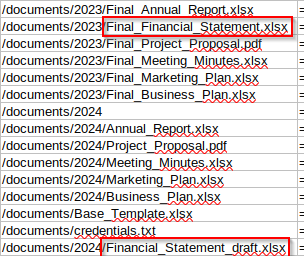 /documents/2023/Final_Annual_Report.xlsx
/documents/2023/Final_Financial_Statement.xlsx
/documents/2023/Final_Project_Proposal.pdf
/documents/2023/Final_Meeting_Minutes.xlsx
/documents/2023/Final_Marketing_Plan.xlsx
/documents/2023/Final_Business_Plan.xlsx
/documents/2024
/documents/2024/Annual_Report.xlsx
/documents/2024/Project_Proposal.pdf
/documents/2024/Meeting_Minutes.xlsx
/documents/2024/Marketing_Plan.xlsx
/documents/2024/Business_Plan.xlsx
/documents/Base_Template.xlsx
/documents/credentials.txt
/documents/2024/Financial_Statement_draft.xlsx